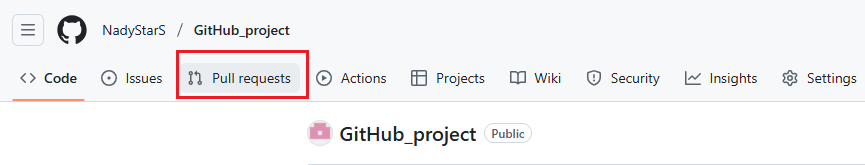 NadyStarS / GitHub_project
Code Issues Pull requests Actions Projects Wiki Security Insights Settings
GitHub_project Public